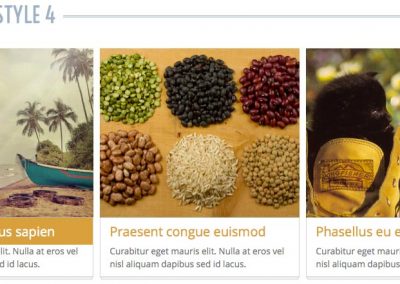 STYLE 4
us sapien
elit. Nulla at eros vel
d id lacus.
Praesent congue euismod
Curabitur eget mauris elit. Nulla at eros vel
nisl aliquam dapibus sed id lacus.
Phasellus eu e
Curabitur eget mauris
nisl aliquam dapibus